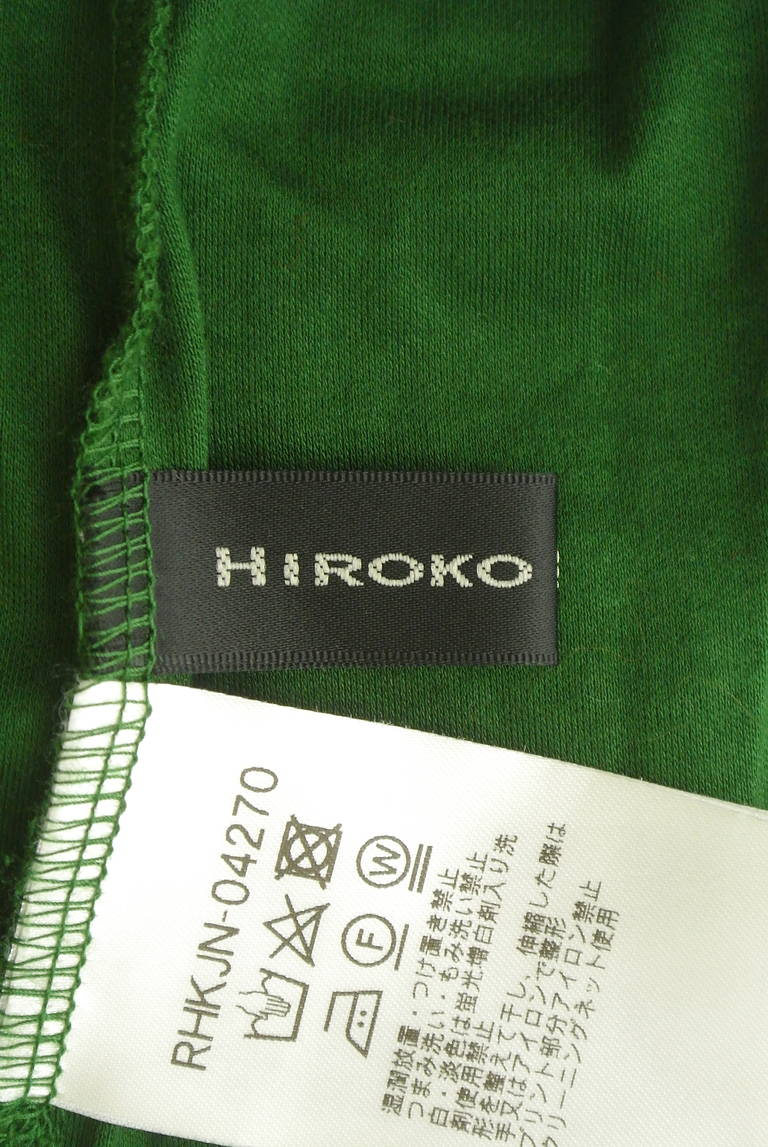 HIROKO
RHKJN-04270
W
F
湿潤放置・つけ置き禁止
つまみ洗い・もみ洗い禁止
白・淡色は蛍光増白剤入り洗
剤使用禁止
形を整えて干し、伸縮した際は
手又はアイロンで整形
プリント部分アイロン禁止
クリーニングネット使用